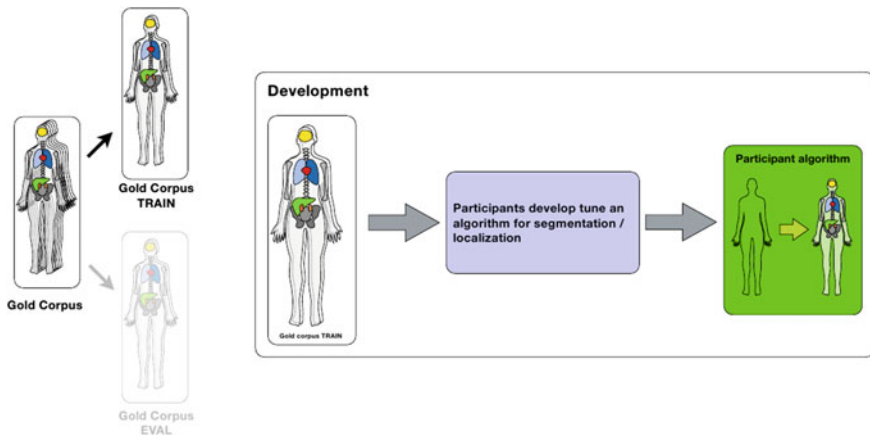 Gold Corpus
TRAIN
Gold Corpus
Gold Corpus
EVAL
Development
Gold corpus TRAIN
Participants develop tune an
algorithm for segmentation /
localization
Participant algorithm